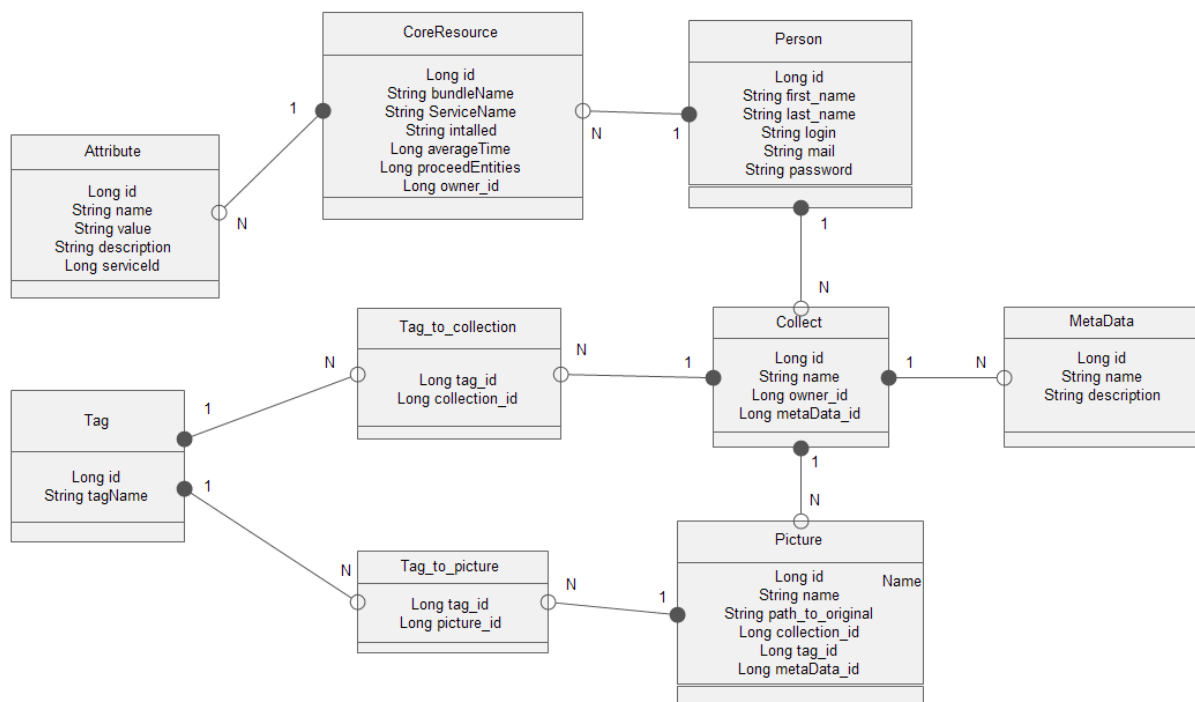 CoreResource
Long id
String bundleName
String ServiceName
String intalled
Long averageTime
Long proceedEntities
Long owner_id
Person
Long id
String first_name
String last_name
String login
String mail
String password
1
N
1
Attribute
Long id
String name
String value
String description
Long serviceId
N
1
N
Tag_to_collection
Long tag_id
Long collection_id
N
N
1
Collect
Long id
String name
Long owner_id
Long metaData_id
1
N
MetaData
Long id
String name
String description
Tag
Long id
String tagName
1
1
1
N
Tag_to_picture
Long tag_id
Long picture_id
N
N
1
Picture
Long id
Name
String name
String path_to_original
Long collection_id
Long tag_id
Long metaData_id